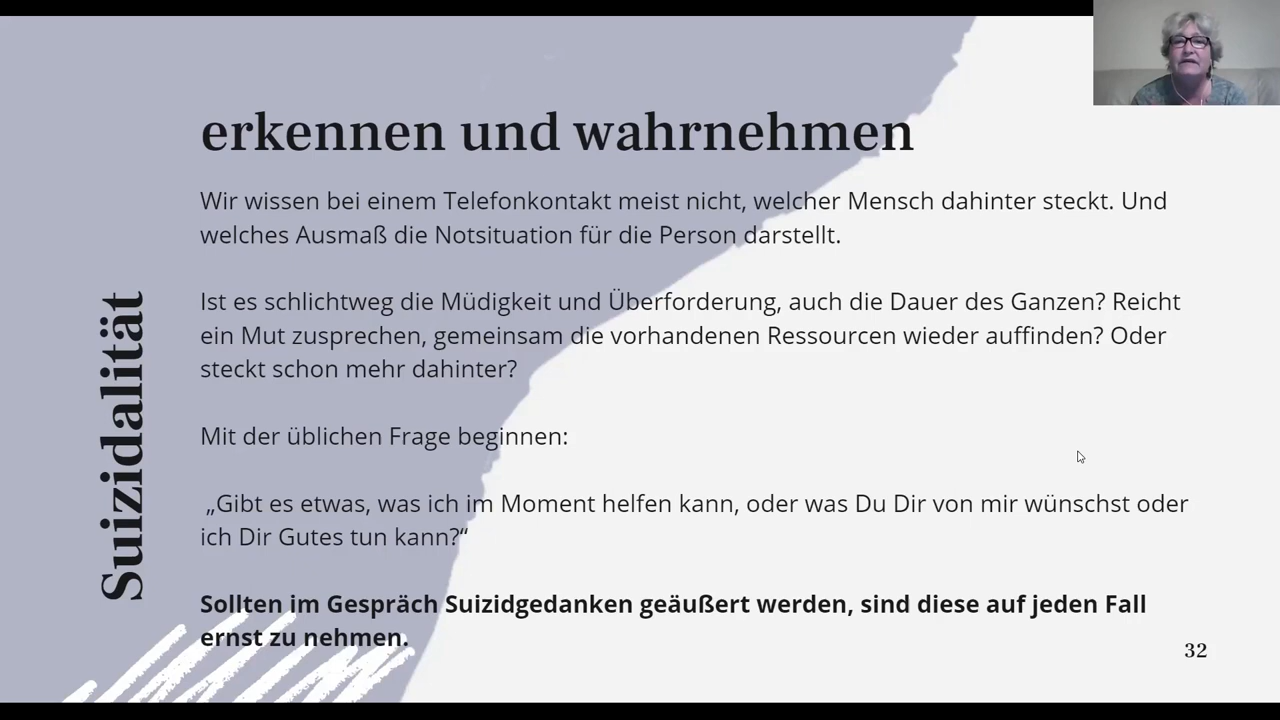 erkennen und wahrnehmen
Wir wissen bei einem Telefonkontakt meist nicht, welcher Mensch dahinter steckt. Und
welches Ausmaß die Notsituation für die Person darstellt.
Ist es schlichtweg die Müdigkeit und Überforderung, auch die Dauer des Ganzen? Reicht
ein Mut zusprechen, gemeinsam die vorhandenen Ressourcen wieder auffinden? Oder
steckt schon mehr dahinter?
Mit der üblichen Frage beginnen:
„Gibt es etwas, was ich im Moment helfen kann, oder was Du Dir von mir wünschst oder
ich Dir Gutes tun kann?“
Sollten im Gespräch Suizidgedanken geäußert werden, sind diese auf jeden Fall
ernst zu nehmen.
Suizidalität
32